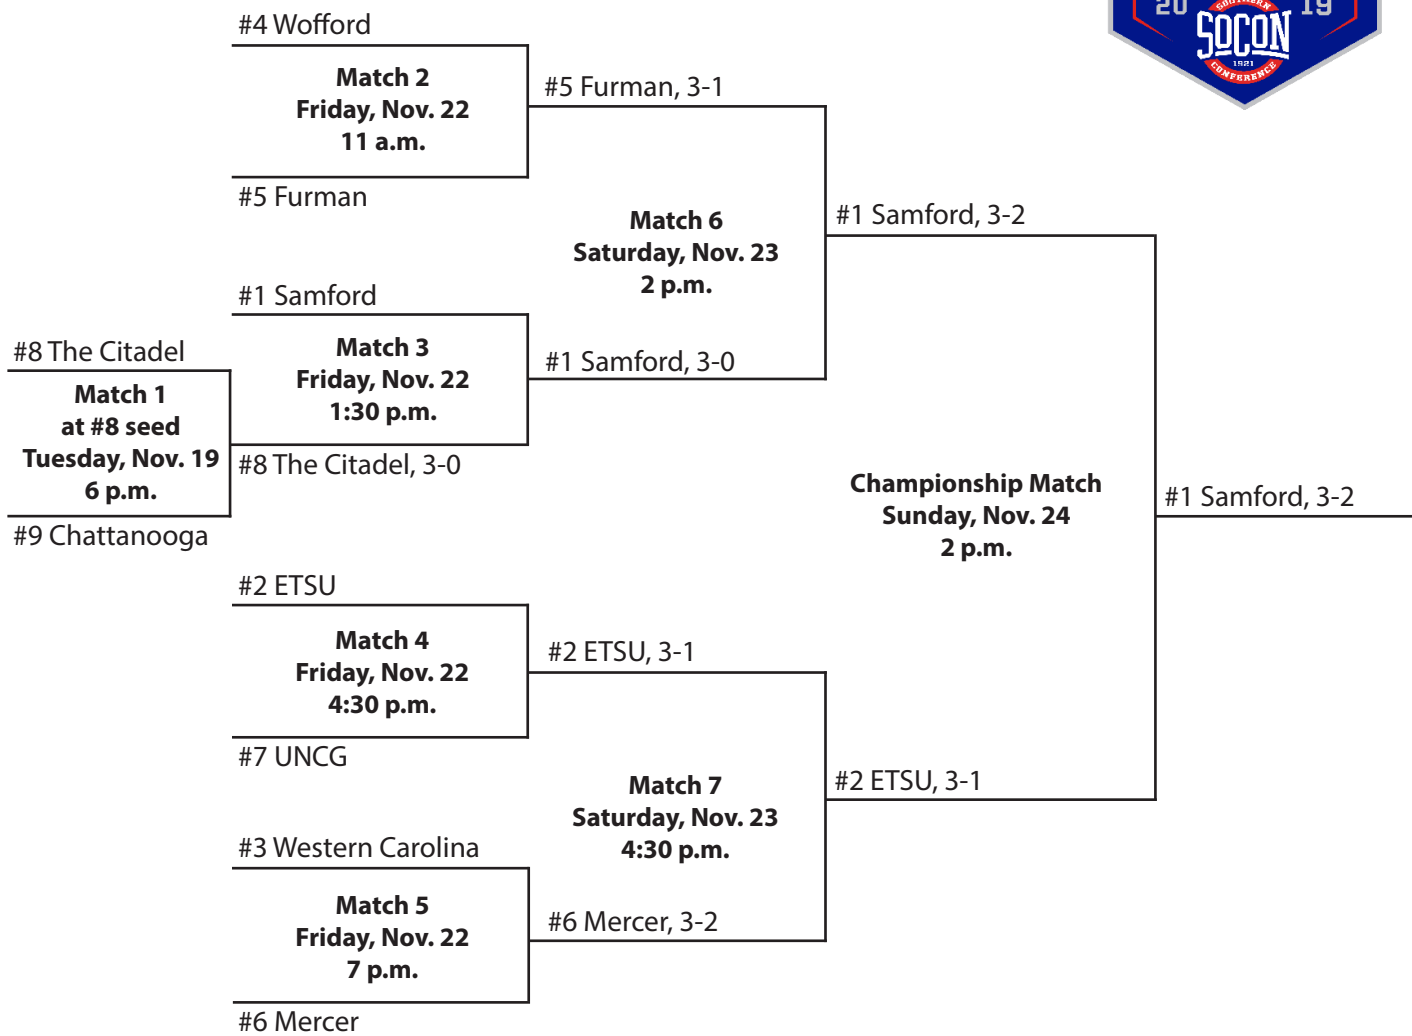 20 SOUTHERN 19
SOCON
1921
CONFERENCE
#4 Wofford
Match 2
Friday, Nov. 22
11 a.m.
#5 Furman
#5 Furman, 3-1
Match 6
Saturday, Nov. 23
2 p.m.
#1 Samford, 3-2
#1 Samford
Match 3
Friday, Nov. 22
1:30 p.m.
#1 Samford, 3-0
#8 The Citadel
Match 1
at #8 seed
Tuesday, Nov. 19
6 p.m.
#9 Chattanooga
#8 The Citadel, 3-0
Championship Match
Sunday, Nov. 24
2 p.m.
#1 Samford, 3-2
#2 ETSU
Match 4
Friday, Nov. 22
4:30 p.m.
#7 UNCG
#2 ETSU, 3-1
Match 7
Saturday, Nov. 23
4:30 p.m.
#2 ETSU, 3-1
#3 Western Carolina
Match 5
Friday, Nov. 22
7 p.m.
#6 Mercer
#6 Mercer, 3-2